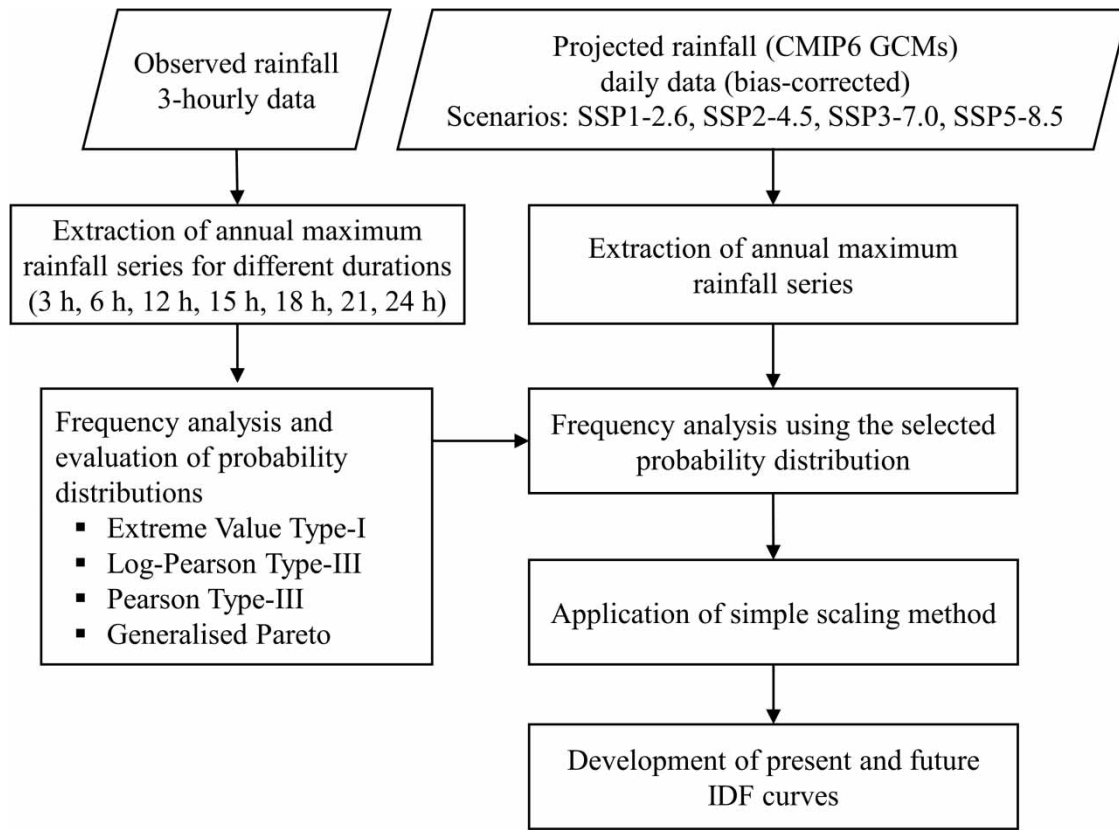 Observed rainfall
3-hourly data
Projected rainfall (CMIP6 GCMs)
daily data (bias-corrected)
Scenarios: SSP1-2.6, SSP2-4.5, SSP3-7.0, SSP5-8.5
Extraction of annual maximum
rainfall series for different durations
(3 h, 6 h, 12 h, 15 h, 18 h, 21, 24 h)
Extraction of annual maximum
rainfall series
Frequency analysis and
evaluation of probability
distributions
▪ Extreme Value Type-I
▪ Log-Pearson Type-III
▪ Pearson Type-III
▪ Generalised Pareto
Frequency analysis using the selected
probability distribution
Application of simple scaling method
Development of present and future
IDF curves